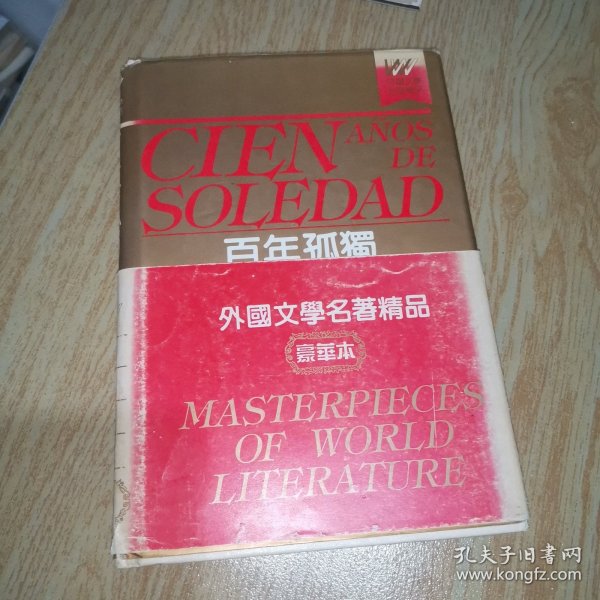 CIEN AÑOS
DE
SOLEDAD
百年孤獨
外國文學名著精品
豪華本
MASTERPIECES
OF WORLD
LITERATURE
孔夫子旧书网
www.kongfz.com